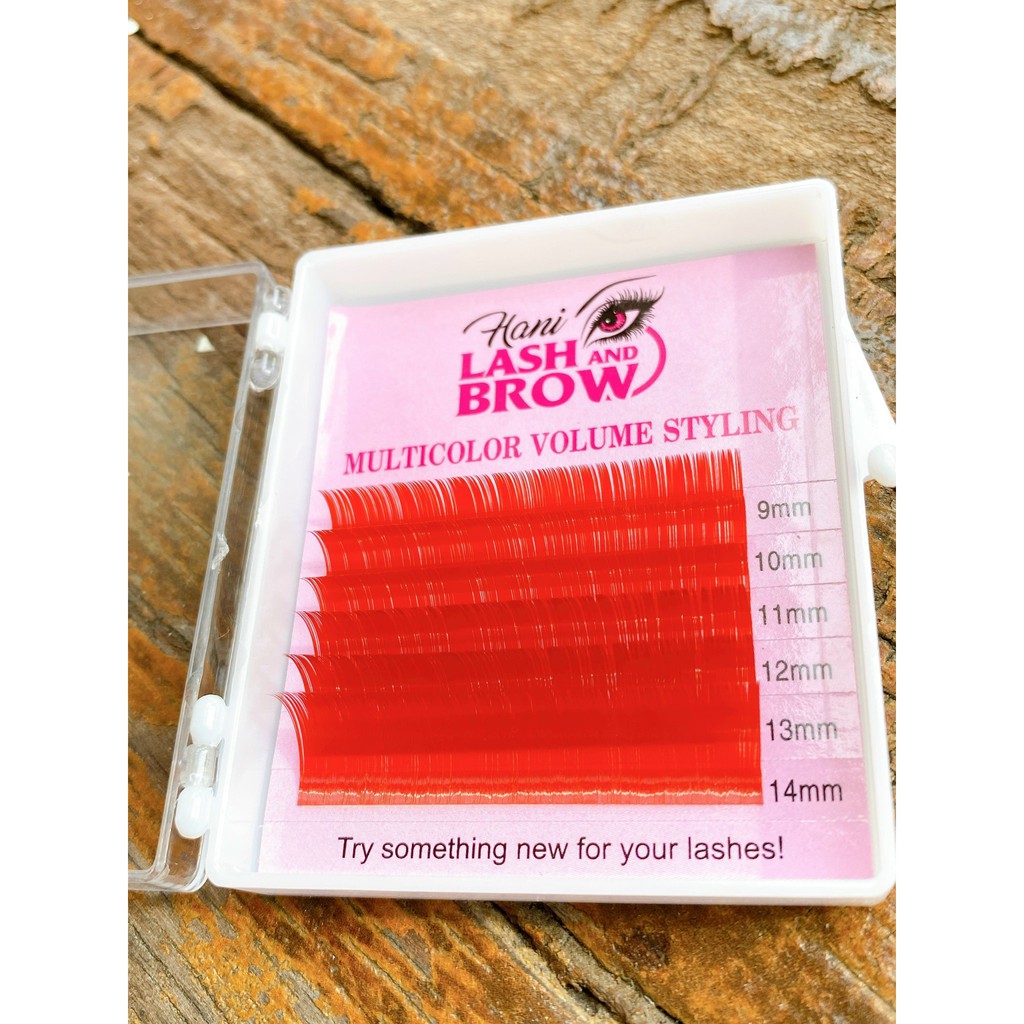 Hani
LASH AND
BROW
MULTICOLOR VOLUME STYLING
9mm
10mm
11mm
12mm
13mm
14mm
Try something new for your lashes!